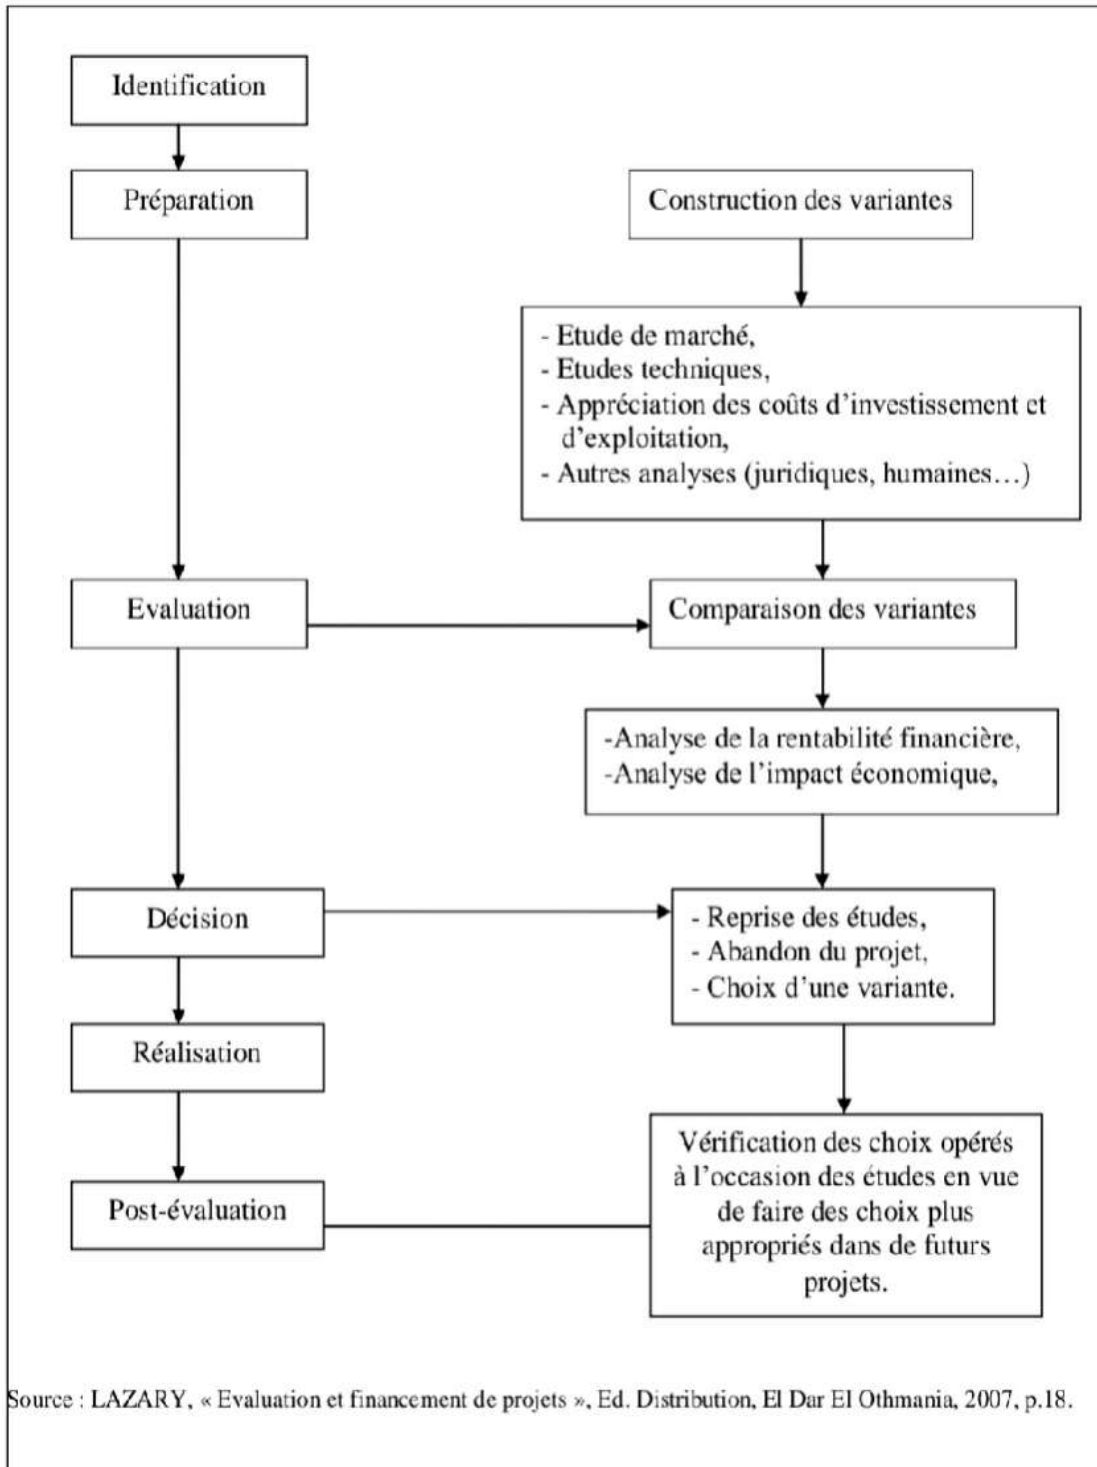 Identification
Préparation
Construction des variantes
- Etude de marché,
- Etudes techniques,
- Appréciation des coûts d’investissement et
d’exploitation,
- Autres analyses (juridiques, humaines…)
Evaluation
Comparaison des variantes
-Analyse de la rentabilité financière,
-Analyse de l’impact économique,
Décision
- Reprise des études,
- Abandon du projet,
- Choix d’une variante.
Réalisation
Post-évaluation
Vérification des choix opérés
à l’occasion des études en vue
de faire des choix plus
appropriés dans de futurs
projets.
Source : LAZARY, « Evaluation et financement de projets », Ed. Distribution, El Dar El Othmania, 2007, p.18.